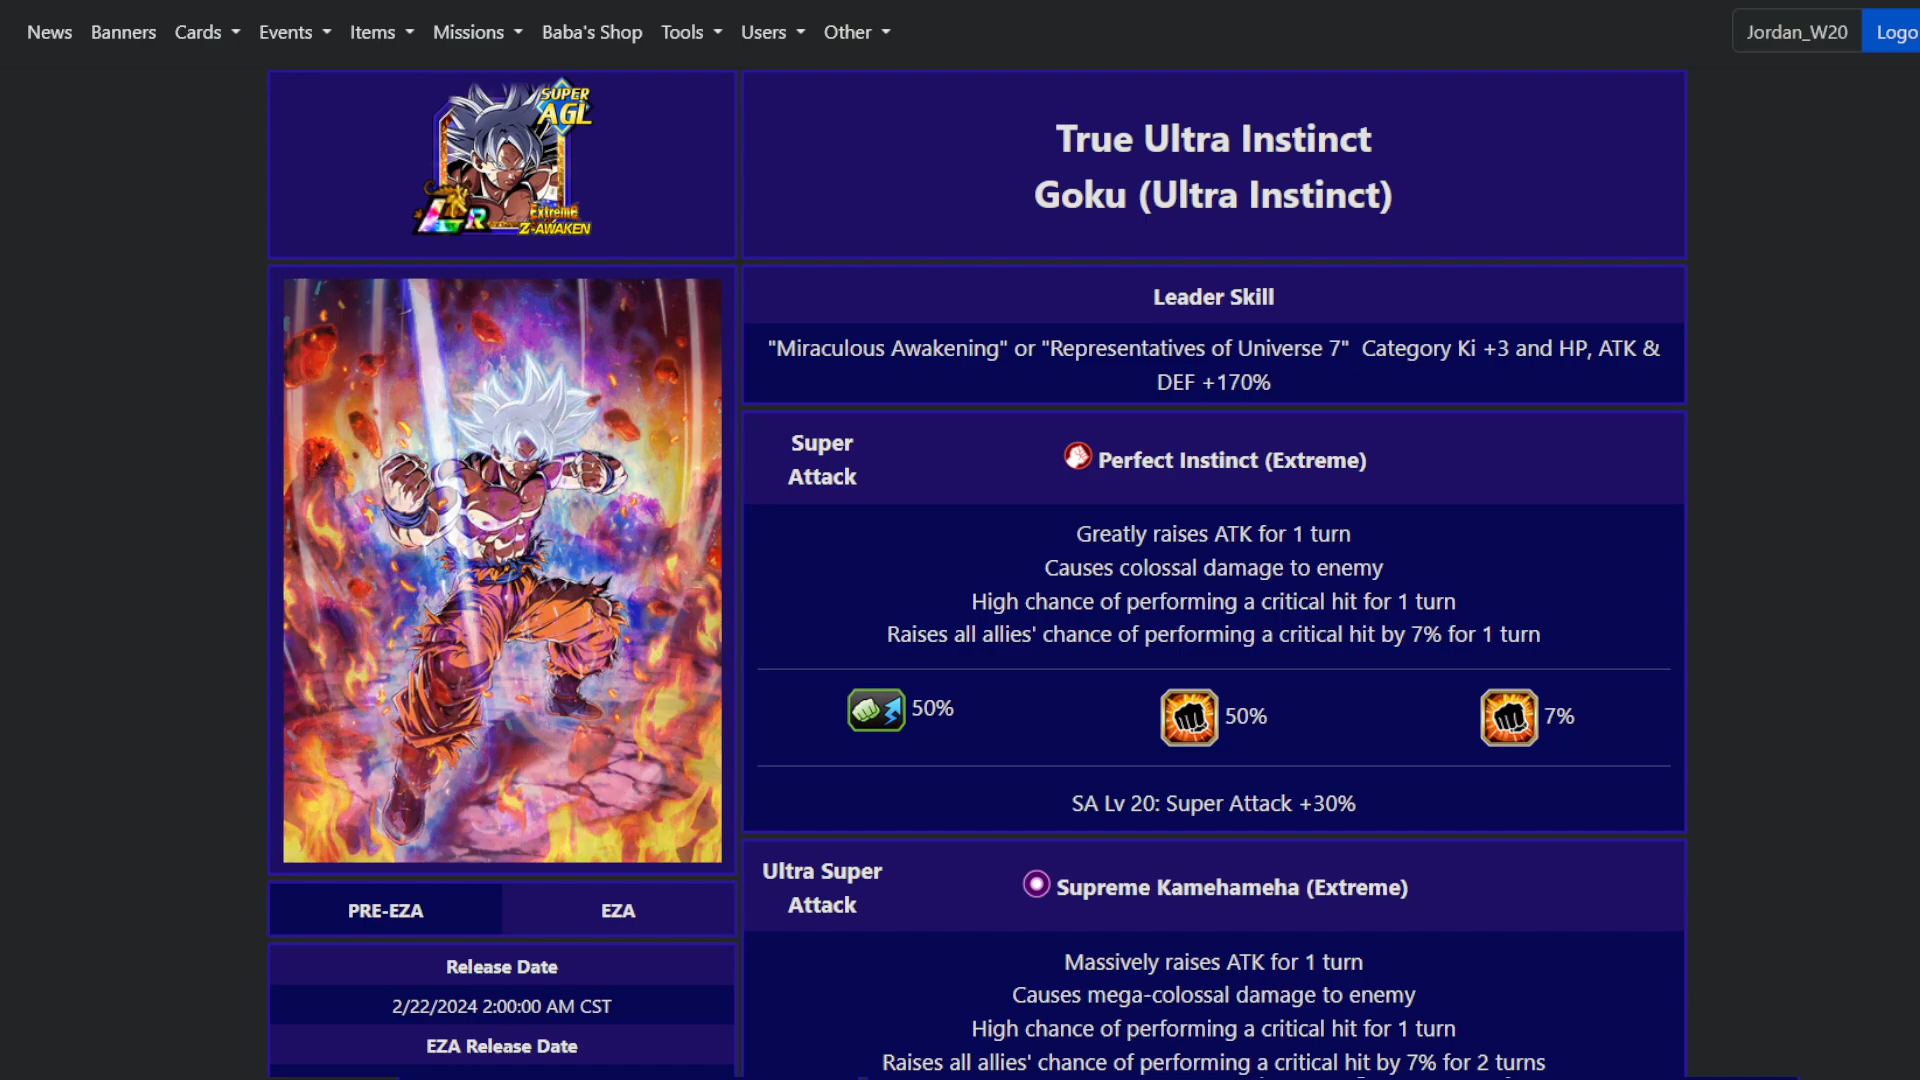 News Banners Cards Events Items Missions Baba's Shop Tools Users Other Jordan_W20 Logo
SUPER
AGL
LR
Extreme
Z-AWAKEN
True Ultra Instinct
Goku (Ultra Instinct)
Leader Skill
"Miraculous Awakening" or "Representatives of Universe 7" Category Ki +3 and HP, ATK &
DEF +170%
Super
Attack
Perfect Instinct (Extreme)
Greatly raises ATK for 1 turn
Causes colossal damage to enemy
High chance of performing a critical hit for 1 turn
Raises all allies' chance of performing a critical hit by 7% for 1 turn
50% 50% 7%
SA Lv 20: Super Attack +30%
Ultra Super
Attack
Supreme Kamehameha (Extreme)
Massively raises ATK for 1 turn
Causes mega-colossal damage to enemy
High chance of performing a critical hit for 1 turn
Raises all allies' chance of performing a critical hit by 7% for 2 turns
PRE-EZA EZA
Release Date
2/22/2024 2:00:00 AM CST
EZA Release Date